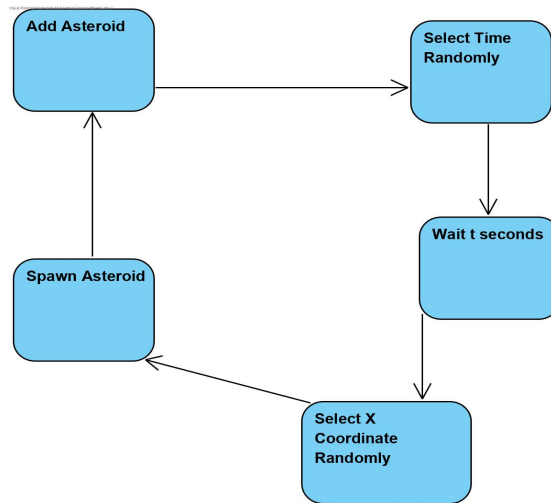 Add Asteroid
Select Time
Randomly
Wait t seconds
Spawn Asteroid
Select X
Coordinate
Randomly